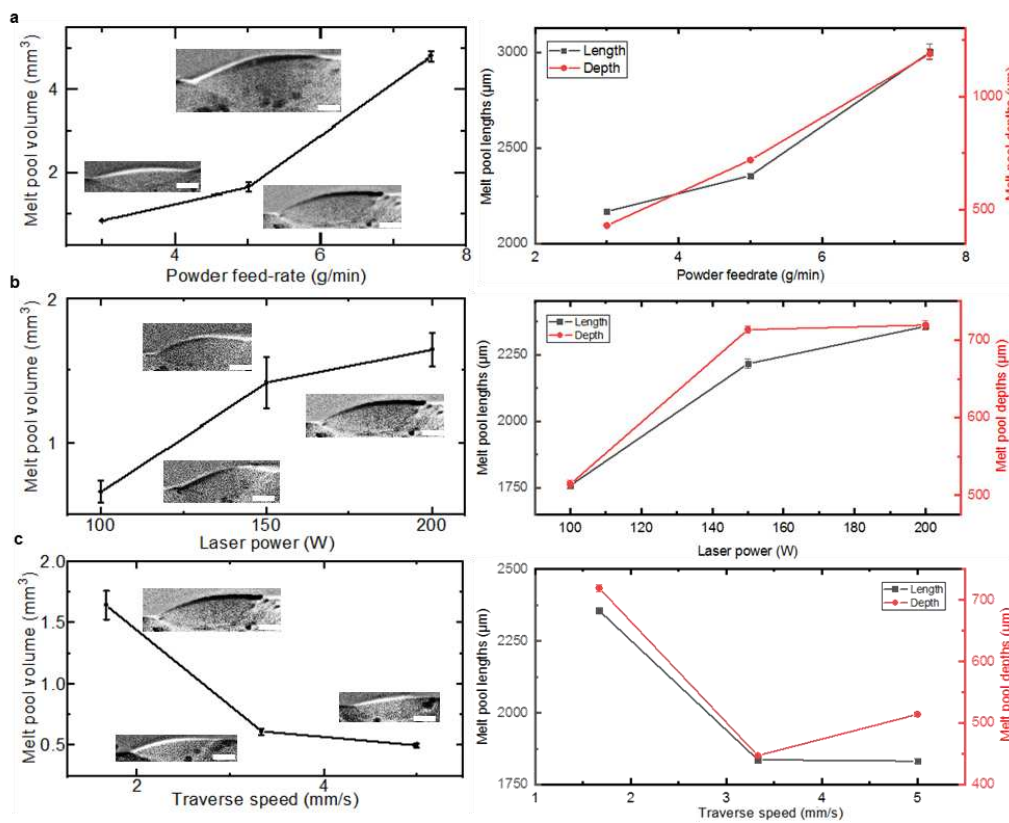 a
Melt pool volume (mm³)
4
2
4
6
8
Powder feed-rate (g/min)
Melt pool lengths (µm)
3000
2500
2000
Length
Depth
1000
500
2
4
6
8
Powder feedrate (g/min)
b
Melt pool volume (mm³)
2
1
100
150
200
Laser power (W)
Melt pool lengths (µm)
2250
2000
1750
Length
Depth
700
600
500
Melt pool depths (µm)
100
120
140
160
180
200
Laser power (W)
c
Melt pool volume (mm³)
2.0
1.5
1.0
0.5
2
4
Traverse speed (mm/s)
Melt pool lengths (µm)
2500
2250
2000
1750
Length
Depth
700
600
500
400
Melt pool depths (µm)
1
2
3
4
5
Traverse speed (mm/s)